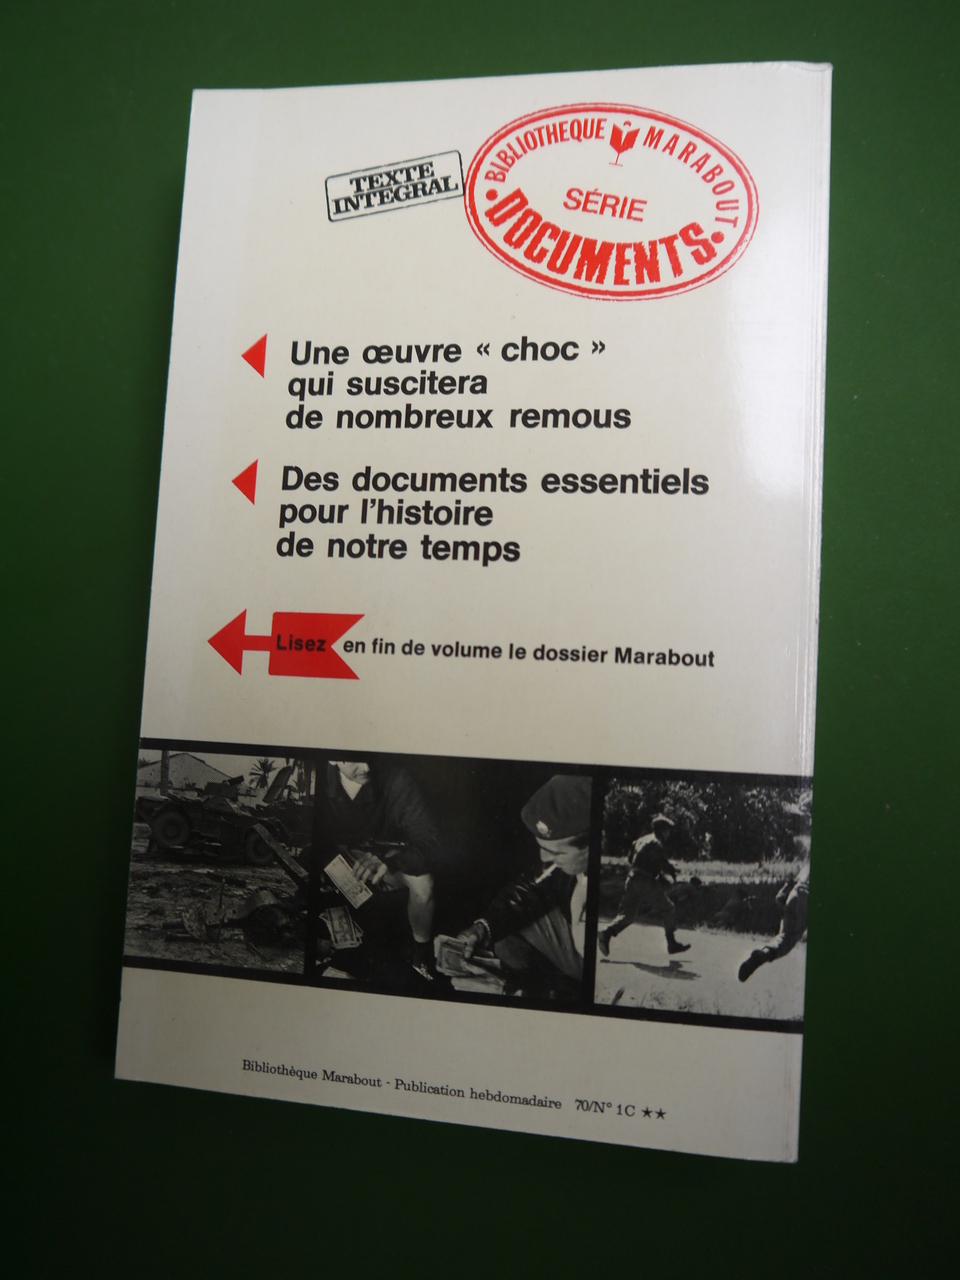 TEXTE
INTEGRAL
BIBLIOTHEQUE MARABOUT
SÉRIE
•DOCUMENTS•
Une œuvre « choc »
qui suscitera
de nombreux remous
Des documents essentiels
pour l'histoire
de notre temps
Lisez en fin de volume le dossier Marabout
Bibliothèque Marabout - Publication hebdomadaire 70/N° 1C ★★